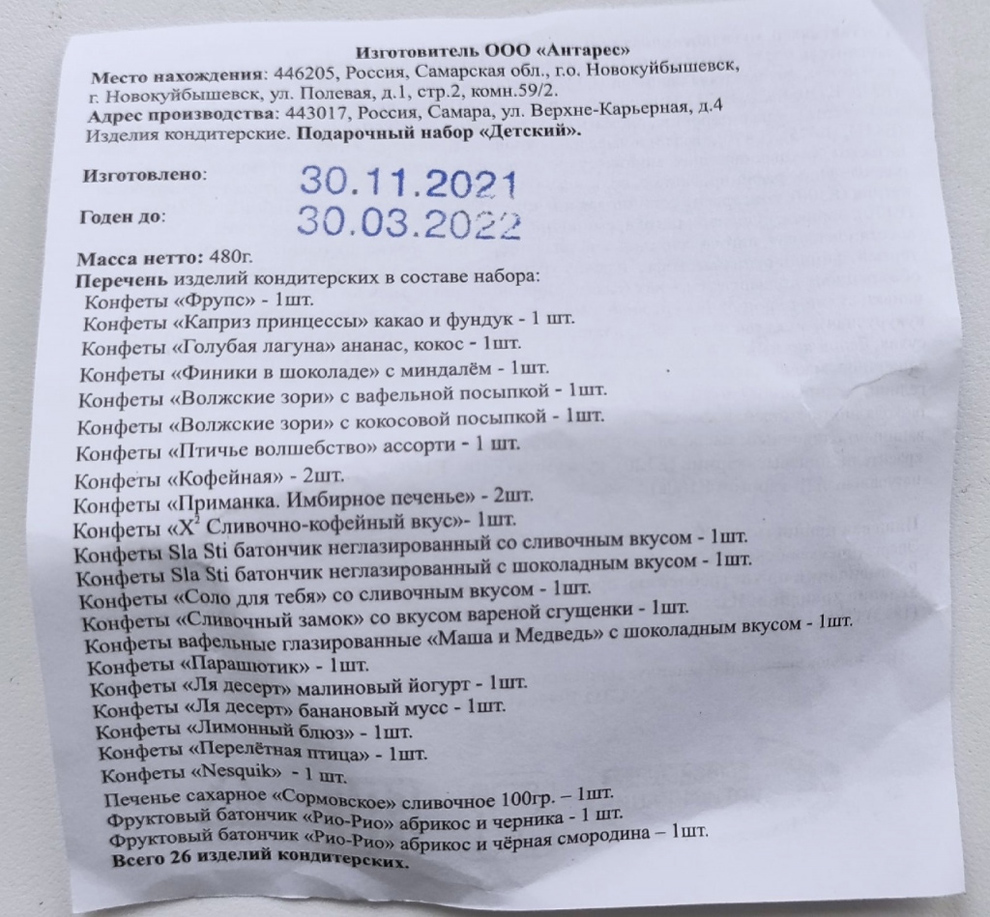 Изготовитель ООО «Антарес»
Место нахождения: 446205, Россия, Самарская обл., г.о. Новокуйбышевск,
г. Новокуйбышевск, ул. Полевая, д.1, стр.2, комн.59/2.
Адрес производства: 443017, Россия, Самара, ул. Верхне-Карьерная, д.4
Изделия кондитерские. Подарочный набор «Детский».
Изготовлено: 30.11.2021
Годен до: 30.03.2022
Масса нетто: 480г.
Перечень изделий кондитерских в составе набора:
Конфеты «Фрупс» - 1шт.
Конфеты «Каприз принцессы» какао и фундук - 1 шт.
Конфеты «Голубая лагуна» ананас, кокос - 1шт.
Конфеты «Финики в шоколаде» с миндалём - 1шт.
Конфеты «Волжские зори» с вафельной посыпкой - 1шт.
Конфеты «Волжские зори» с кокосовой посыпкой - 1шт.
Конфеты «Птичье волшебство» ассорти - 1 шт.
Конфеты «Кофейная» - 2шт.
Конфеты «Приманка. Имбирное печенье» - 2шт.
Конфеты «X² Сливочно-кофейный вкус»- 1шт.
Конфеты Sla Sti батончик неглазированный со сливочным вкусом - 1шт.
Конфеты Sla Sti батончик неглазированный с шоколадным вкусом - 1шт.
Конфеты «Соло для тебя» со сливочным вкусом - 1шт.
Конфеты «Сливочный замок» со вкусом вареной сгущенки - 1шт.
Конфеты вафельные глазированные «Маша и Медведь» с шоколадным вкусом - 1шт.
Конфеты «Парашютик» - 1шт.
Конфеты «Ля десерт» малиновый йогурт - 1шт.
Конфеты «Ля десерт» банановый мусс - 1шт.
Конфеты «Лимонный блюз» - 1шт.
Конфеты «Перелётная птица» - 1шт.
Конфеты «Nesquik» - 1 шт.
Печенье сахарное «Сормовское» сливочное 100гр. – 1шт.
Фруктовый батончик «Рио-Рио» абрикос и черника - 1 шт.
Фруктовый батончик «Рио-Рио» абрикос и чёрная смородина – 1шт.
Всего 26 изделий кондитерских.